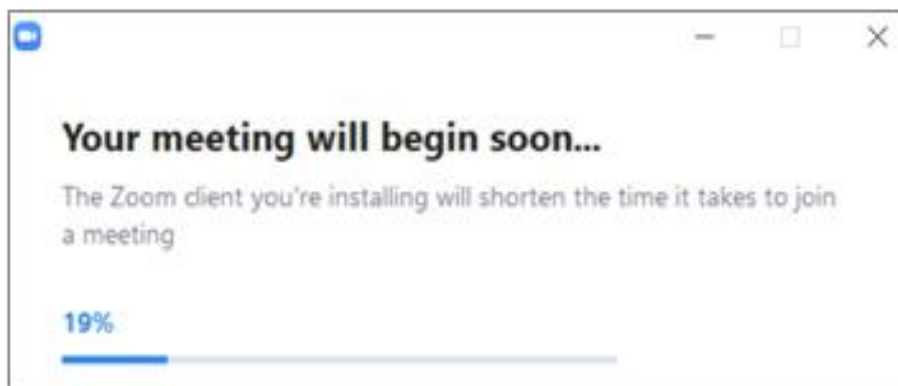 Your meeting will begin soon...
The Zoom client you're installing will shorten the time it takes to join
a meeting
19%